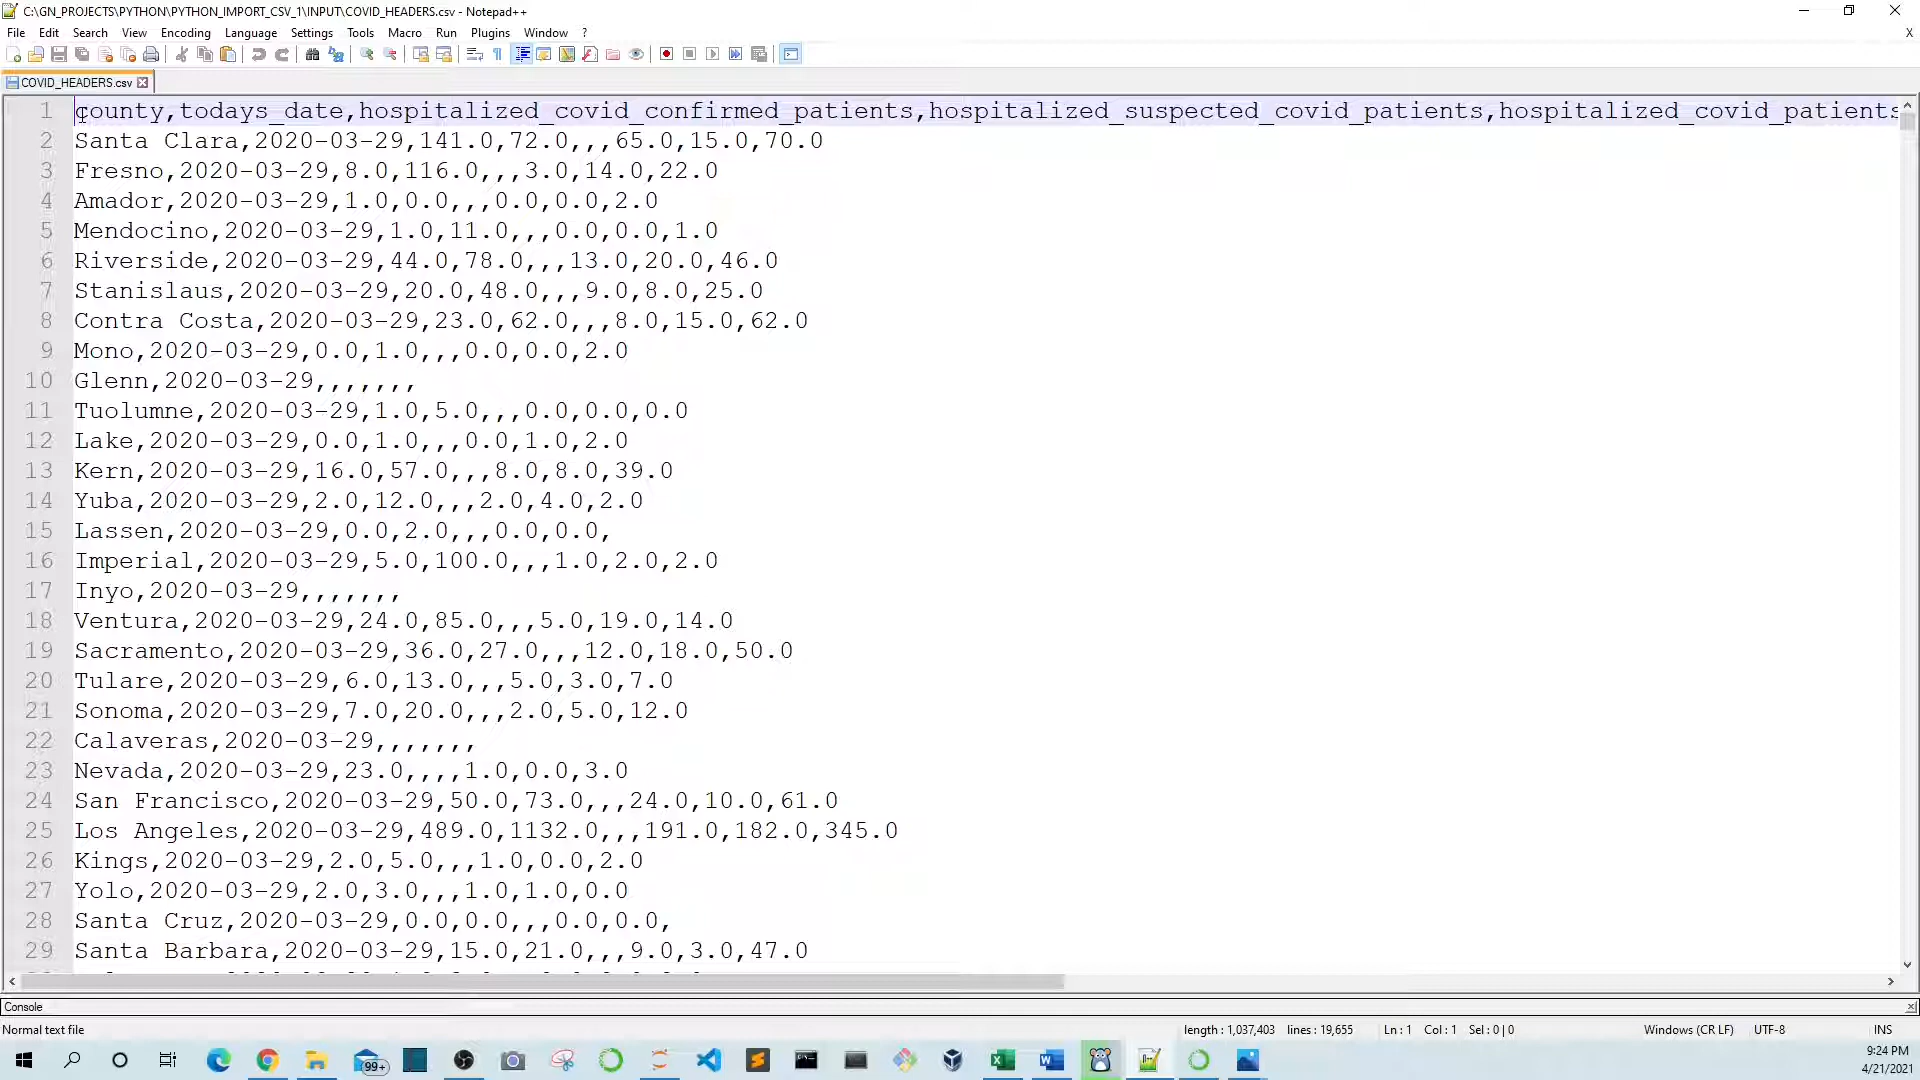 C:\GN_PROJECTS\PYTHON\PYTHON_IMPORT_CSV_1\INPUT\COVID_HEADERS.csv - Notepad++
File Edit Search View Encoding Language Settings Tools Macro Run Plugins Window ? X
COVID_HEADERS.csv
1 county,todays_date,hospitalized_covid_confirmed_patients,hospitalized_suspected_covid_patients,hospitalized_covid_patients
2 Santa Clara,2020-03-29,141.0,72.0,,,65.0,15.0,70.0
3 Fresno,2020-03-29,8.0,116.0,,,3.0,14.0,22.0
4 Amador,2020-03-29,1.0,0.0,,,0.0,0.0,2.0
5 Mendocino,2020-03-29,1.0,11.0,,,0.0,0.0,1.0
6 Riverside,2020-03-29,44.0,78.0,,,13.0,20.0,46.0
7 Stanislaus,2020-03-29,20.0,48.0,,,9.0,8.0,25.0
8 Contra Costa,2020-03-29,23.0,62.0,,,8.0,15.0,62.0
9 Mono,2020-03-29,0.0,1.0,,,0.0,0.0,2.0
10 Glenn,2020-03-29,,,,,,,
11 Tuolumne,2020-03-29,1.0,5.0,,,0.0,0.0,0.0
12 Lake,2020-03-29,0.0,1.0,,,0.0,1.0,2.0
13 Kern,2020-03-29,16.0,57.0,,,8.0,8.0,39.0
14 Yuba,2020-03-29,2.0,12.0,,,2.0,4.0,2.0
15 Lassen,2020-03-29,0.0,2.0,,,0.0,0.0,
16 Imperial,2020-03-29,5.0,100.0,,,1.0,2.0,2.0
17 Inyo,2020-03-29,,,,,,,
18 Ventura,2020-03-29,24.0,85.0,,,5.0,19.0,14.0
19 Sacramento,2020-03-29,36.0,27.0,,,12.0,18.0,50.0
20 Tulare,2020-03-29,6.0,13.0,,,5.0,3.0,7.0
21 Sonoma,2020-03-29,7.0,20.0,,,2.0,5.0,12.0
22 Calaveras,2020-03-29,,,,,,,
23 Nevada,2020-03-29,23.0,,,,1.0,0.0,3.0
24 San Francisco,2020-03-29,50.0,73.0,,,24.0,10.0,61.0
25 Los Angeles,2020-03-29,489.0,1132.0,,,191.0,182.0,345.0
26 Kings,2020-03-29,2.0,5.0,,,1.0,0.0,2.0
27 Yolo,2020-03-29,2.0,3.0,,,1.0,1.0,0.0
28 Santa Cruz,2020-03-29,0.0,0.0,,,0.0,0.0,
29 Santa Barbara,2020-03-29,15.0,21.0,,,9.0,3.0,47.0
Console
Normal text file length : 1,037,403 lines : 19,655 Ln : 1 Col : 1 Sel : 0 | 0 Windows (CR LF) UTF-8 INS
99+
9:24 PM
4/21/2021